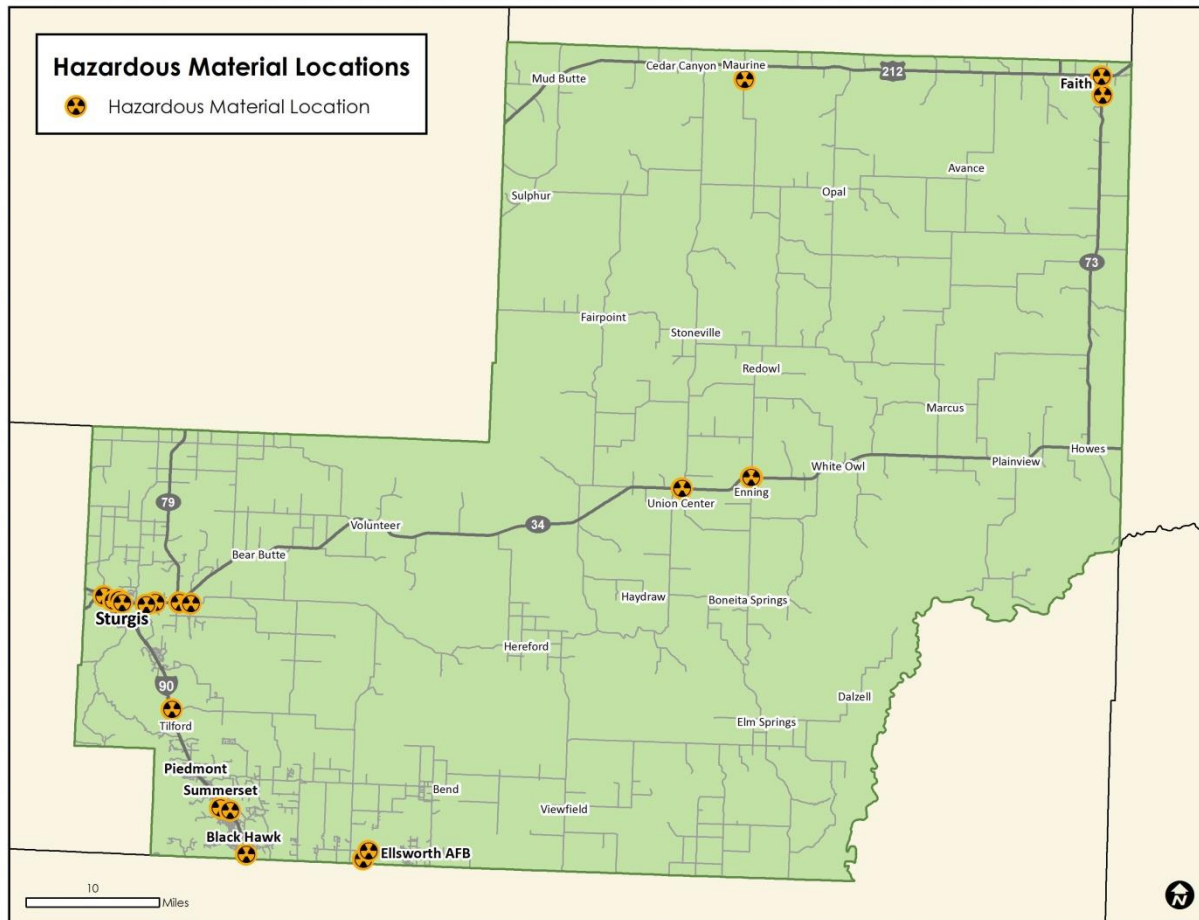 Hazardous Material Locations
Hazardous Material Location
Mud Butte
Cedar Canyon
Maurine
212
Faith
Avance
Sulphur
Opal
73
Fairpoint
Stoneville
Redowl
Marcus
Howes
Plainview
White Owl
Enning
Union Center
79
34
Volunteer
Bear Butte
Sturgis
Haydraw
Boneita Springs
Hereford
90
Dalzell
Tilford
Elm Springs
Piedmont
Summerset
Bend
Viewfield
Black Hawk
Ellsworth AFB
10
Miles
N